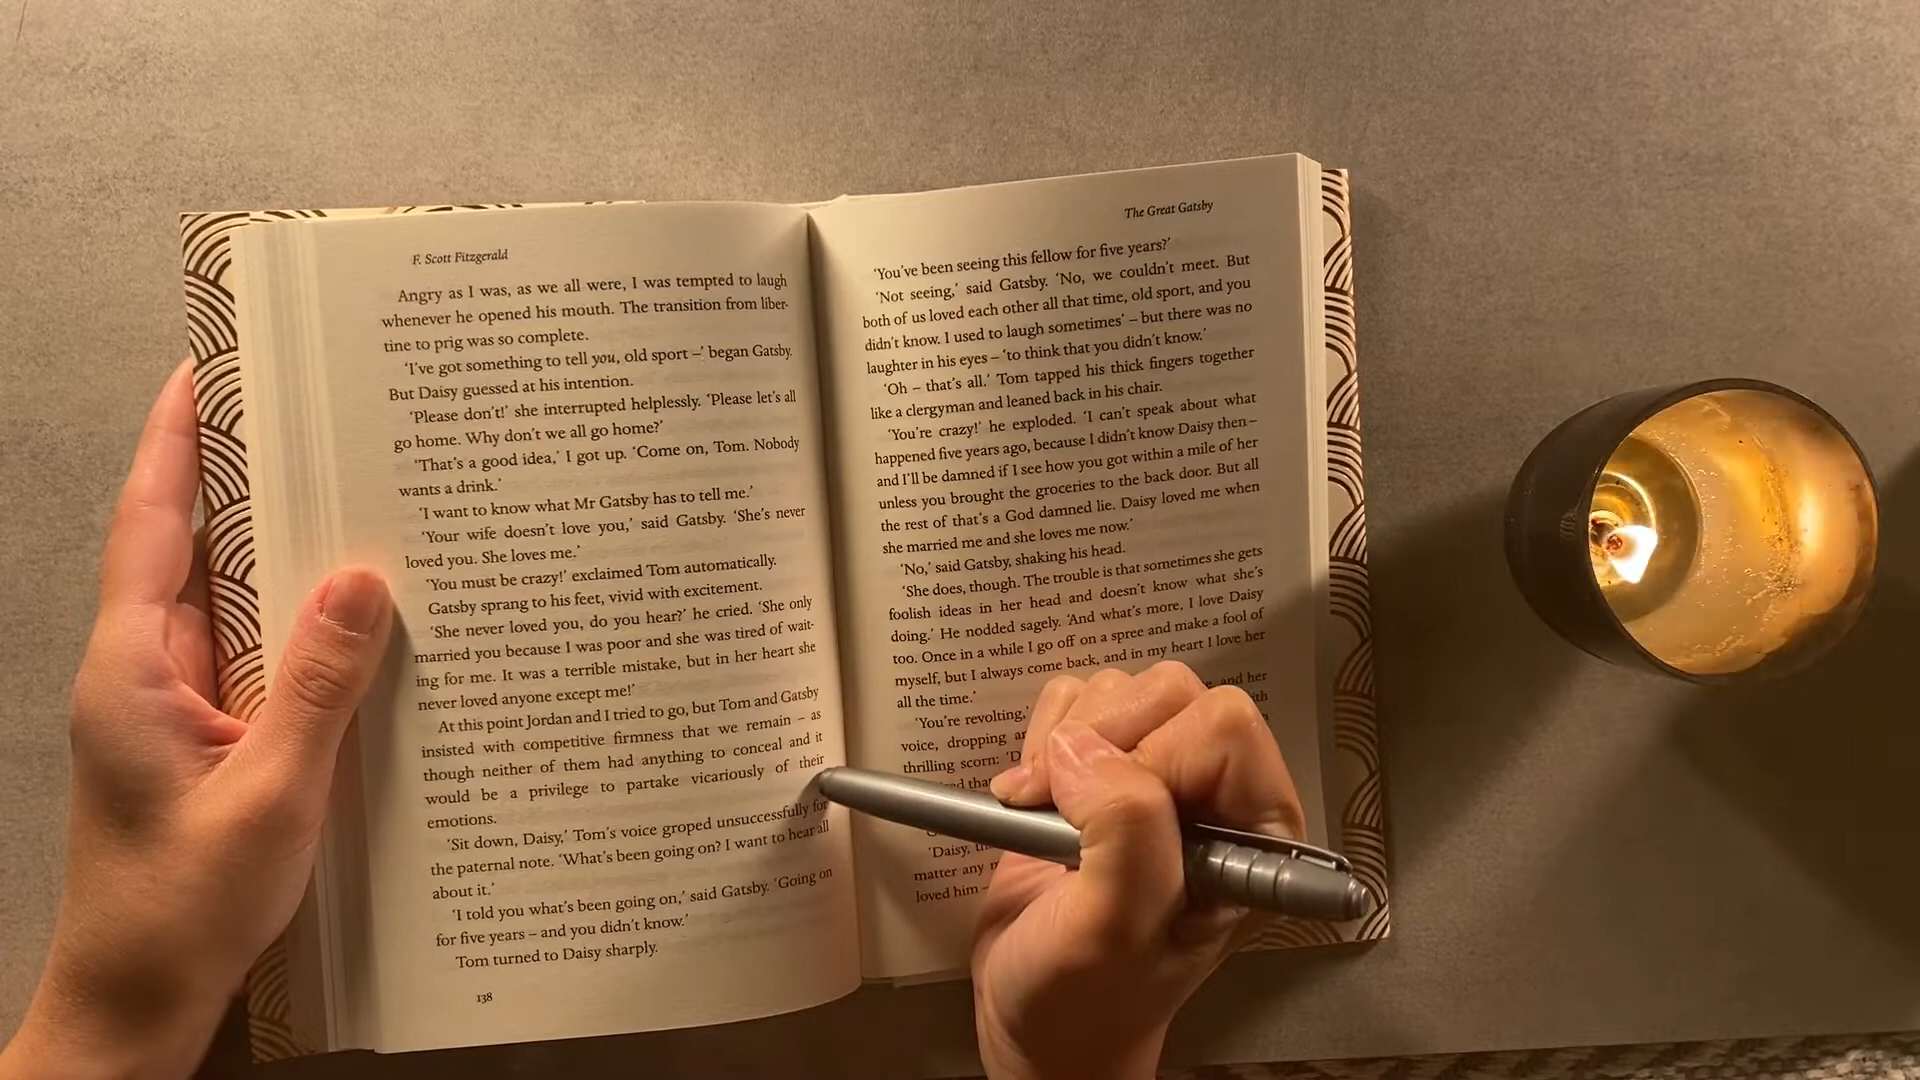 F. Scott Fitzgerald
Angry as I was, as we all were, I was tempted to laugh
whenever he opened his mouth. The transition from liber-
tine to prig was so complete.
'I've got something to tell you, old sport –' began Gatsby.
But Daisy guessed at his intention.
'Please don't!' she interrupted helplessly. 'Please let's all
go home. Why don't we all go home?'
'That's a good idea,' I got up. 'Come on, Tom. Nobody
wants a drink.'
'I want to know what Mr Gatsby has to tell me.'
'Your wife doesn't love you,' said Gatsby. 'She's never
loved you. She loves me.'
'You must be crazy!' exclaimed Tom automatically.
Gatsby sprang to his feet, vivid with excitement.
'She never loved you, do you hear?' he cried. 'She only
married you because I was poor and she was tired of wait-
ing for me. It was a terrible mistake, but in her heart she
never loved anyone except me!'
At this point Jordan and I tried to go, but Tom and Gatsby
insisted with competitive firmness that we remain – as
though neither of them had anything to conceal and it
would be a privilege to partake vicariously of their
emotions.
'Sit down, Daisy,' Tom's voice groped unsuccessfully for
the paternal note. 'What's been going on? I want to hear all
about it.'
'I told you what's been going on,' said Gatsby. 'Going on
for five years – and you didn't know.'
Tom turned to Daisy sharply.
138
The Great Gatsby
'You've been seeing this fellow for five years?'
'Not seeing,' said Gatsby. 'No, we couldn't meet. But
both of us loved each other all that time, old sport, and you
didn't know. I used to laugh sometimes' – but there was no
laughter in his eyes – 'to think that you didn't know.'
'Oh – that's all.' Tom tapped his thick fingers together
like a clergyman and leaned back in his chair.
'You're crazy!' he exploded. 'I can't speak about what
happened five years ago, because I didn't know Daisy then –
and I'll be damned if I see how you got within a mile of her
unless you brought the groceries to the back door. But all
the rest of that's a God damned lie. Daisy loved me when
she married me and she loves me now.'
'No,' said Gatsby, shaking his head.
'She does, though. The trouble is that sometimes she gets
foolish ideas in her head and doesn't know what she's
doing.' He nodded sagely. 'And what's more, I love Daisy
too. Once in a while I go off on a spree and make a fool of
myself, but I always come back, and in my heart I love her
all the time.'
'You're revolting,' and her
voice, dropping
thrilling scorn:
that
'Daisy,
matter any
loved him –